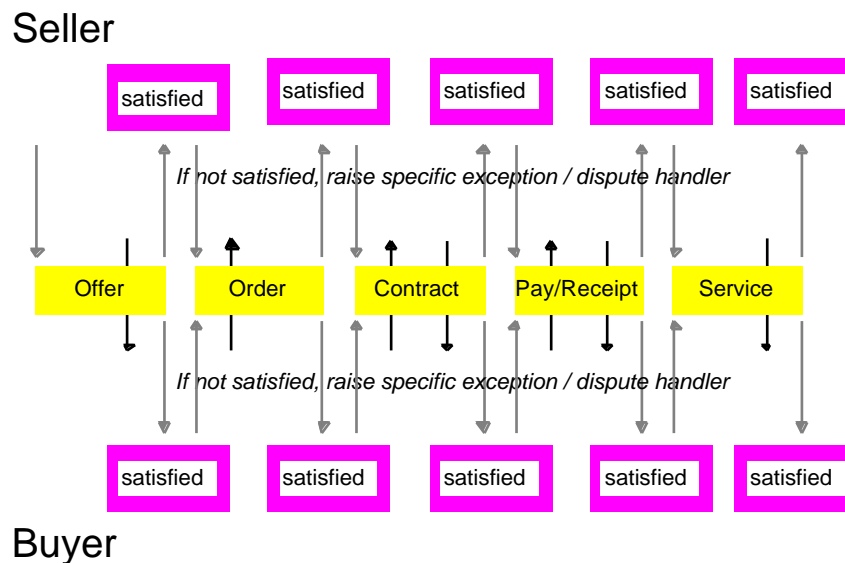 Seller
satisfied satisfied satisfied satisfied satisfied
If not satisfied, raise specific exception / dispute handler
Offer Order Contract Pay/Receipt Service
If not satisfied, raise specific exception / dispute handler
satisfied satisfied satisfied satisfied satisfied
Buyer